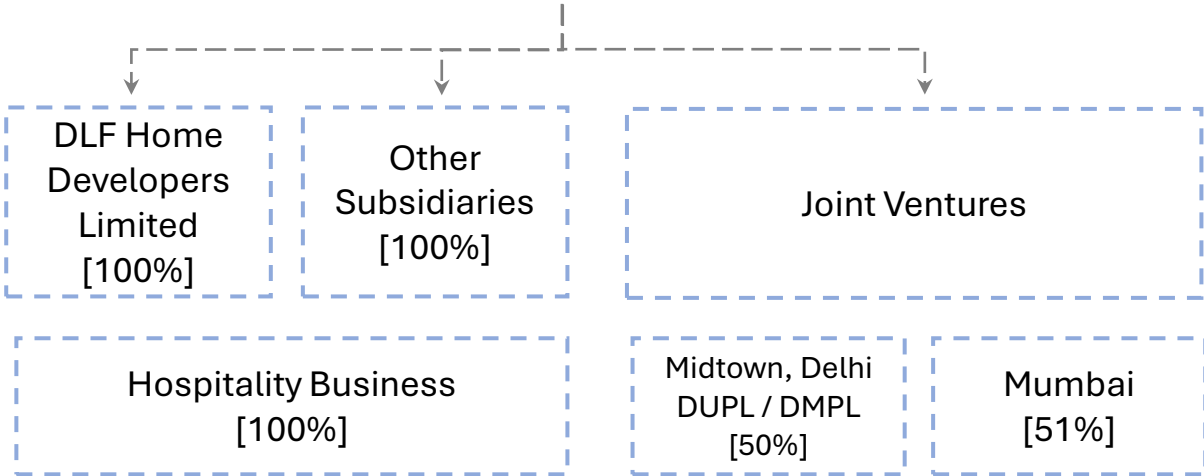 DLF Home
Developers
Limited
[100%]
Other
Subsidiaries
[100%]
Joint Ventures
Hospitality Business
[100%]
Midtown, Delhi
DUPL / DMPL
[50%]
Mumbai
[51%]